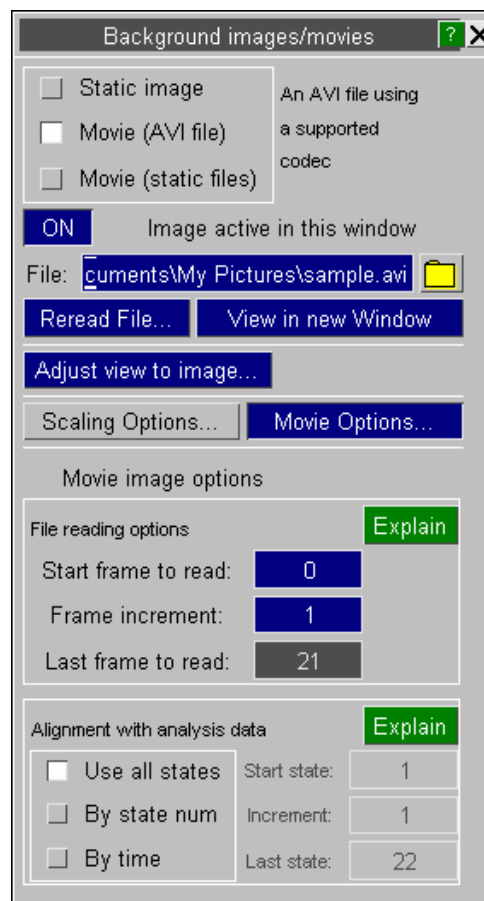 Background images/movies ? X
Static image
An AVI file using
Movie (AVI file)
a supported
codec
Movie (static files)
ON Image active in this window
File: cuments\My Pictures\sample.avi
Reread File... View in new Window
Adjust view to image...
Scaling Options... Movie Options...
Movie image options
File reading options Explain
Start frame to read: 0
Frame increment: 1
Last frame to read: 21
Alignment with analysis data Explain
Use all states Start state: 1
By state num Increment: 1
By time Last state: 22